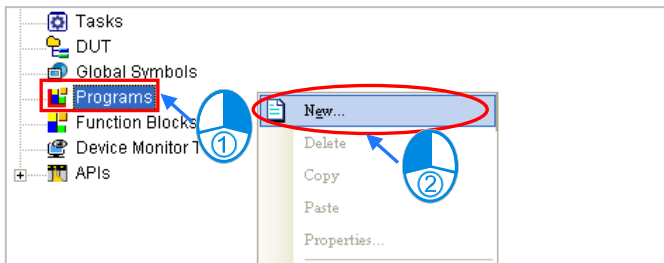 Tasks
DUT
Global Symbols
Programs
Function Blocks
Device Monitor T
APIs
①
New...
Delete
Copy
Paste
Properties...
②